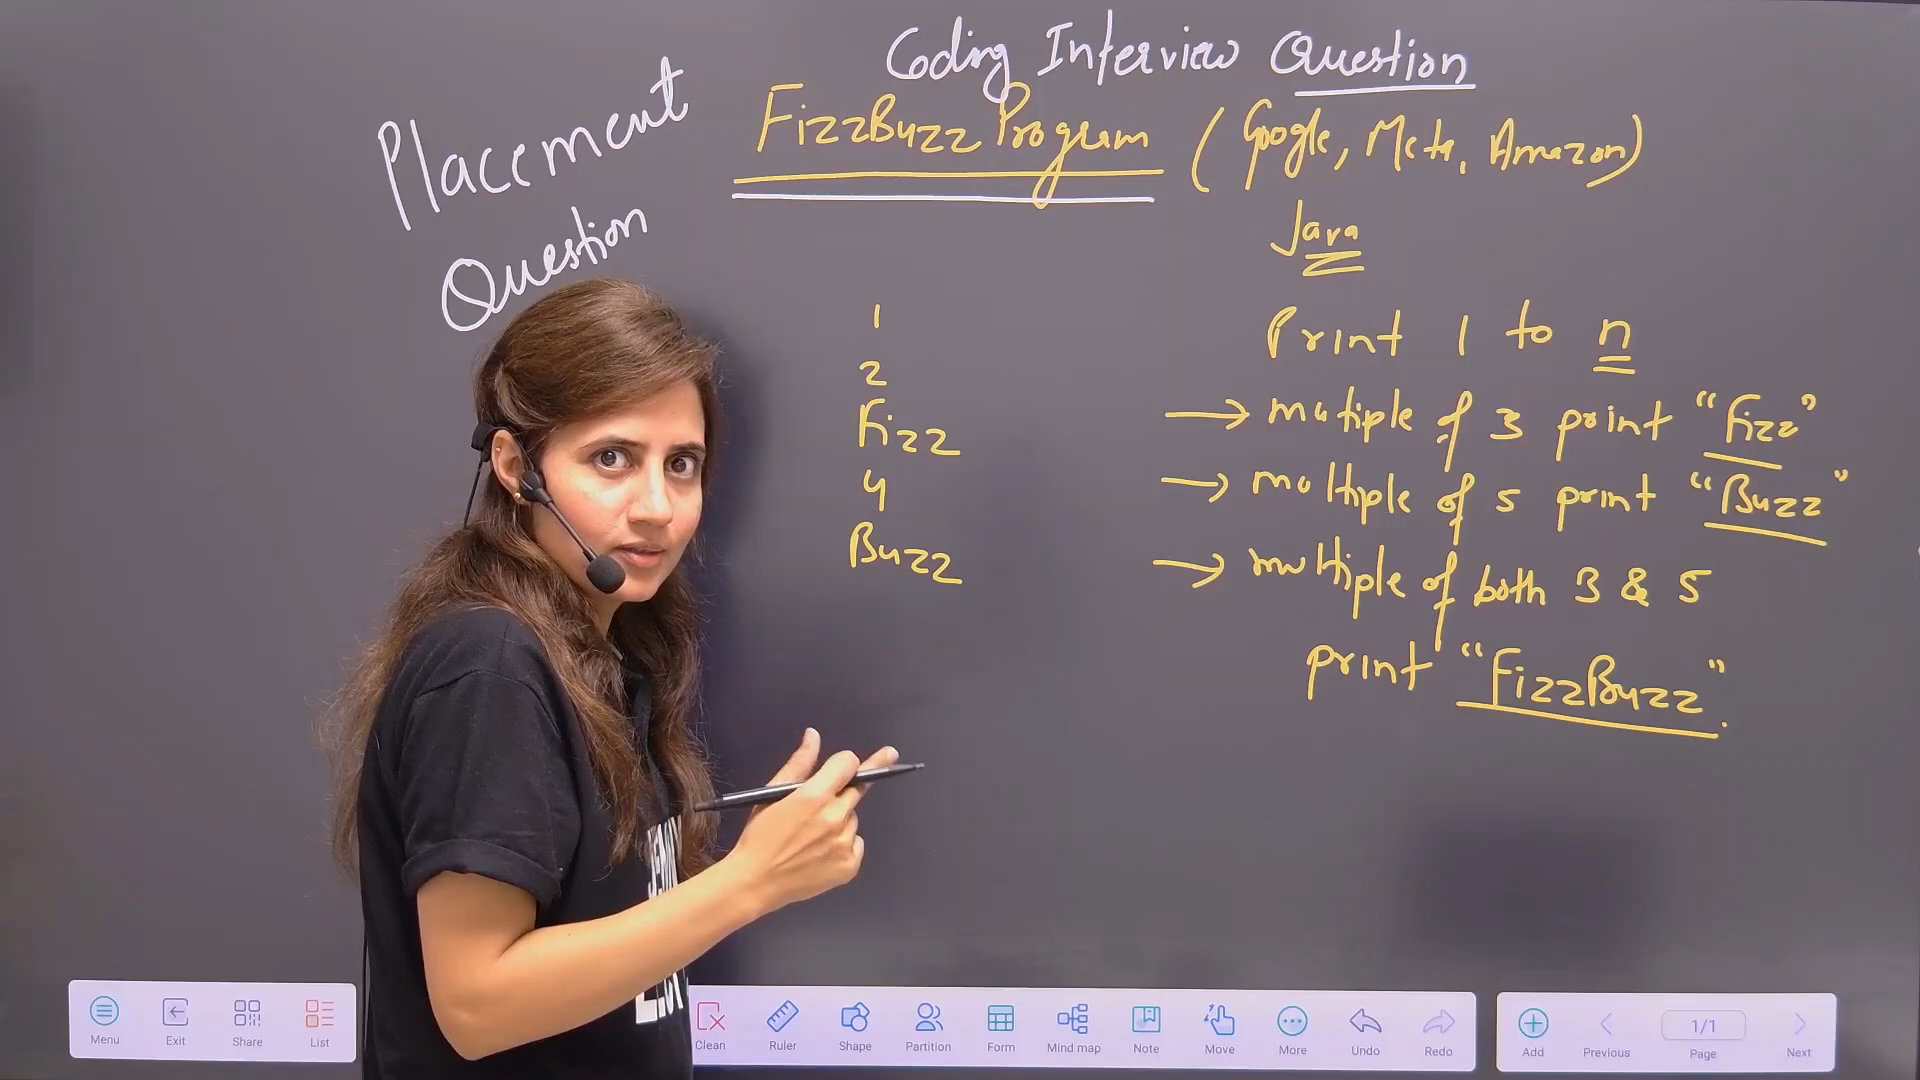 Coding Interview Question
Placement
Question
FizzBuzz Program (Google, Meta, Amazon)
Java
1
2
Fizz
4
Buzz
Print 1 to n
→ mutiple of 3 print “Fizz”
→ multiple of 5 print “Buzz”
→ multiple of both 3 & 5
print “FizzBuzz”.
Menu Exit Share List Clean Ruler Shape Partition Form Mind map Note Move More Undo Redo Add Previous 1/1 Page Next